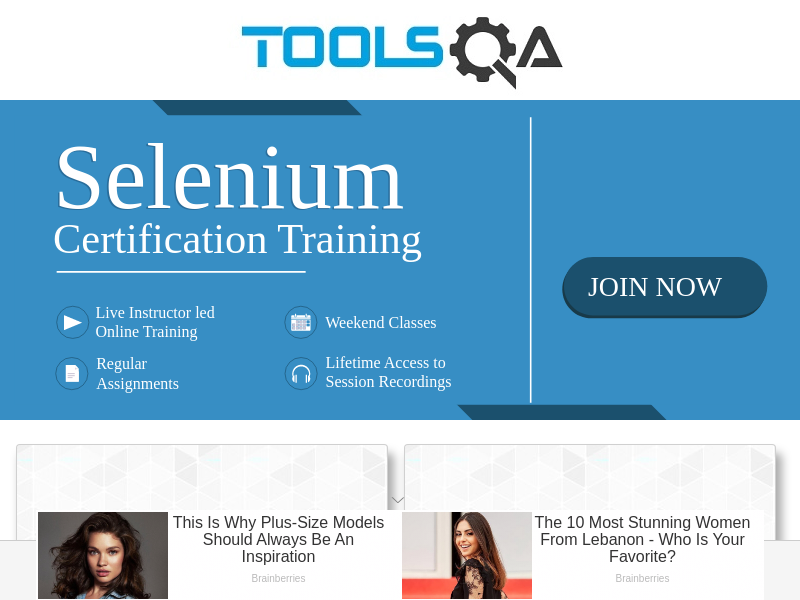 TOOLSQA
Selenium
Certification Training
JOIN NOW
Live Instructor led
Online Training
Weekend Classes
Regular
Assignments
Lifetime Access to
Session Recordings
This Is Why Plus-Size Models
Should Always Be An
Inspiration
Brainberries
The 10 Most Stunning Women
From Lebanon - Who Is Your
Favorite?
Brainberries